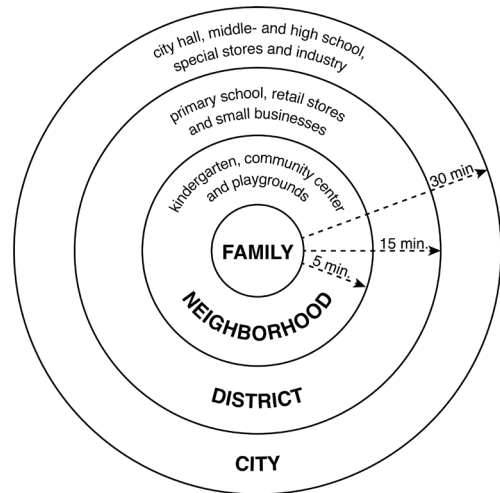 city hall, middle- and high school,
special stores and industry
primary school, retail stores
and small businesses
kindergarten, community center
and playgrounds
30 min.
15 min.
5 min.
FAMILY
NEIGHBORHOOD
DISTRICT
CITY